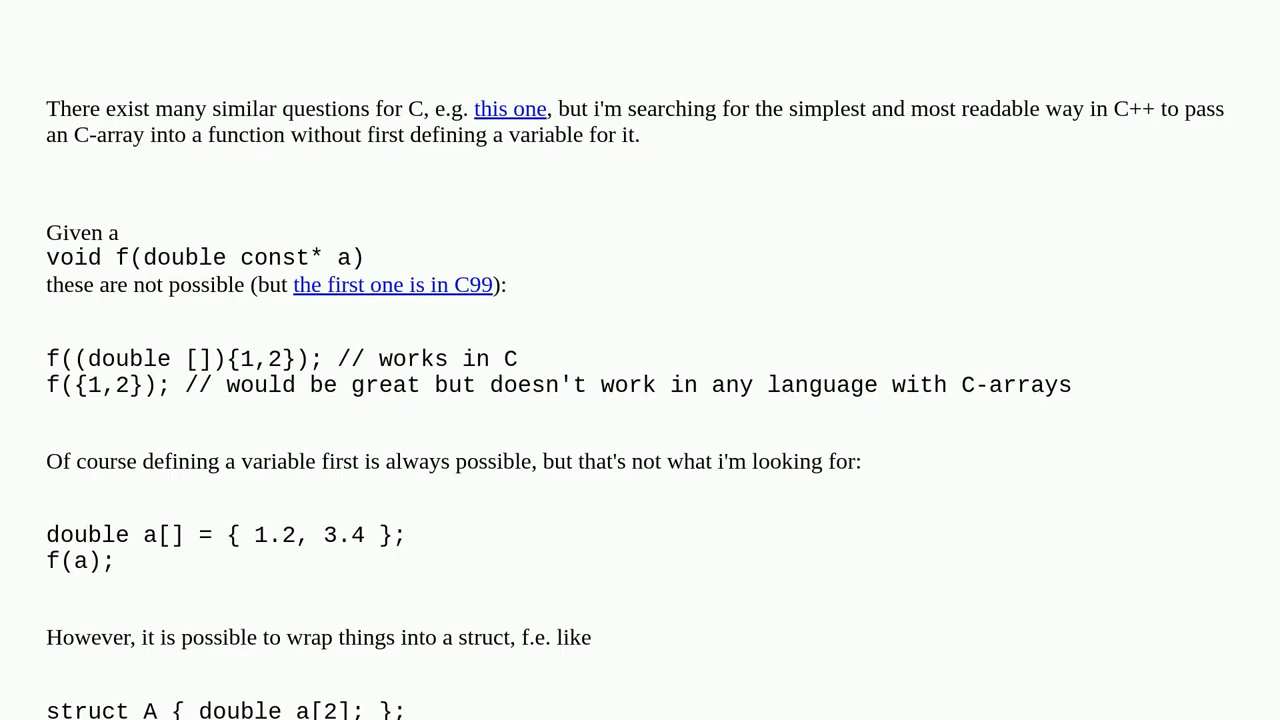 There exist many similar questions for C, e.g. this one, but i'm searching for the simplest and most readable way in C++ to pass
an C-array into a function without first defining a variable for it.
Given a
void f(double const* a)
these are not possible (but the first one is in C99):
f((double []){1,2}); // works in C
f({1,2}); // would be great but doesn't work in any language with C-arrays
Of course defining a variable first is always possible, but that's not what i'm looking for:
double a[] = { 1.2, 3.4 };
f(a);
However, it is possible to wrap things into a struct, f.e. like
struct A { double a[2]; };